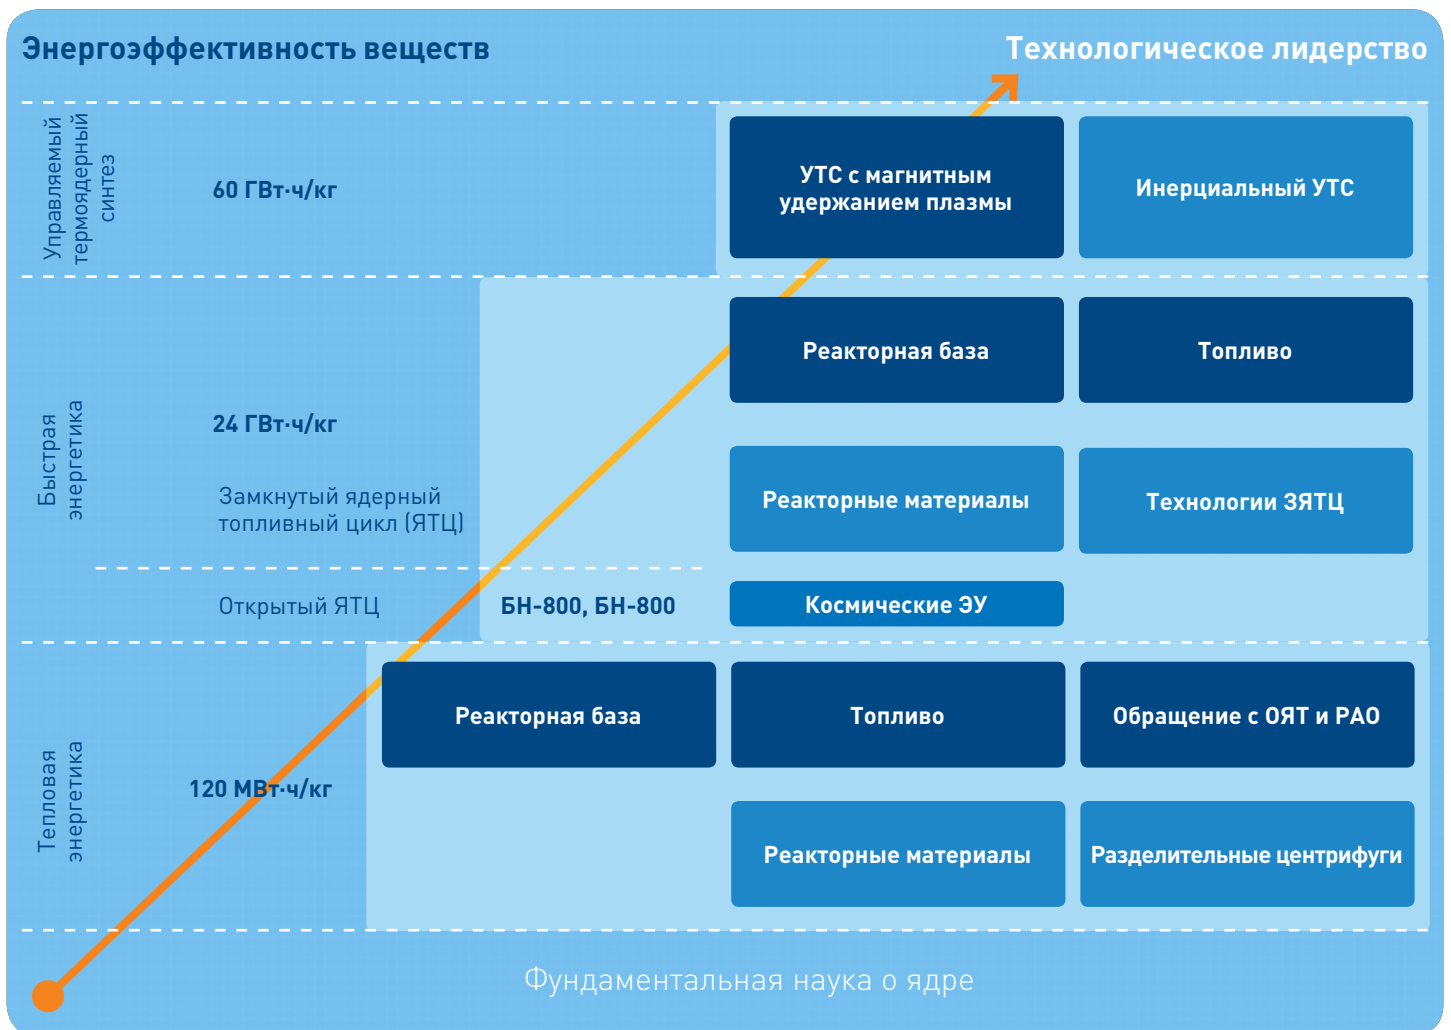 Энергоэффективность веществ
Технологическое лидерство
Управляемый
термоядерный
синтез
60 ГВт·ч/кг
УТС с магнитным
удержанием плазмы
Инерциальный УТС
Быстрая
энергетика
24 ГВт·ч/кг
Замкнутый ядерный
топливный цикл (ЯТЦ)
Реакторная база
Топливо
Реакторные материалы
Технологии ЗЯТЦ
Открытый ЯТЦ
БН-800, БН-800
Космические ЭУ
Тепловая
энергетика
120 МВт·ч/кг
Реакторная база
Топливо
Обращение с ОЯТ и РАО
Реакторные материалы
Разделительные центрифуги
Фундаментальная наука о ядре